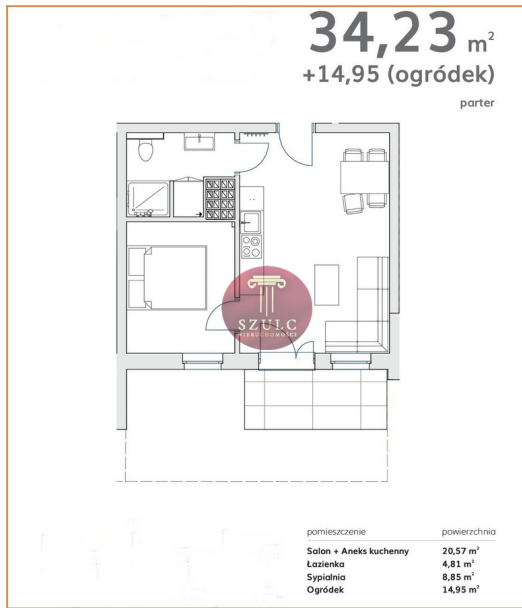 34,23 m²
+14,95 (ogródek)
parter
SZULC
NIERUCHOMOŚCI
pomieszczenie powierzchnia
Salon + Aneks kuchenny 20,57 m²
Łazienka 4,81 m²
Sypialnia 8,85 m²
Ogródek 14,95 m²